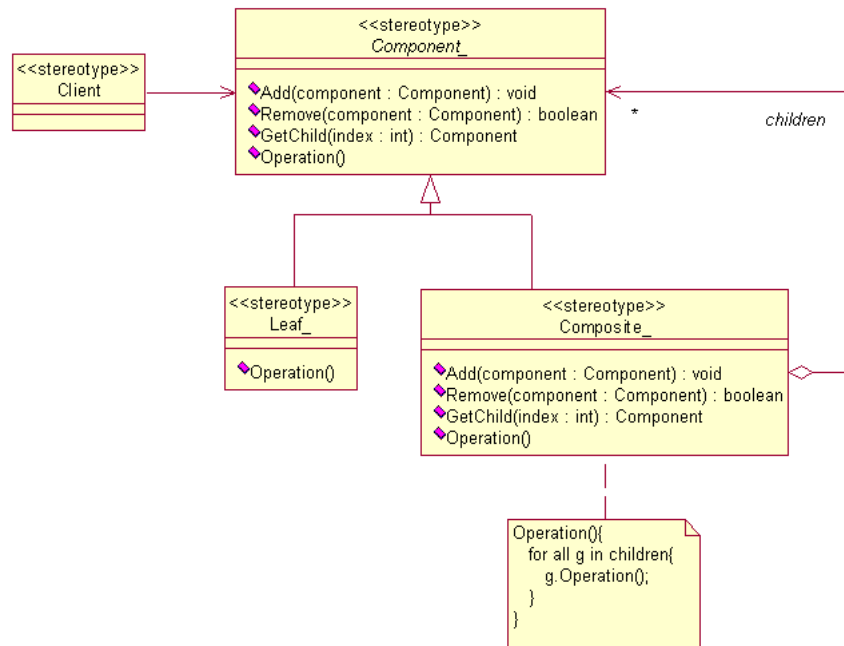 <<stereotype>>
Component_
Add(component : Component) : void
Remove(component : Component) : boolean
GetChild(index : int) : Component
Operation()
<<stereotype>>
Client
*
children
<<stereotype>>
Leaf_
Operation()
<<stereotype>>
Composite_
Add(component : Component) : void
Remove(component : Component) : boolean
GetChild(index : int) : Component
Operation()
Operation(){
for all g in children{
g.Operation();
}
}